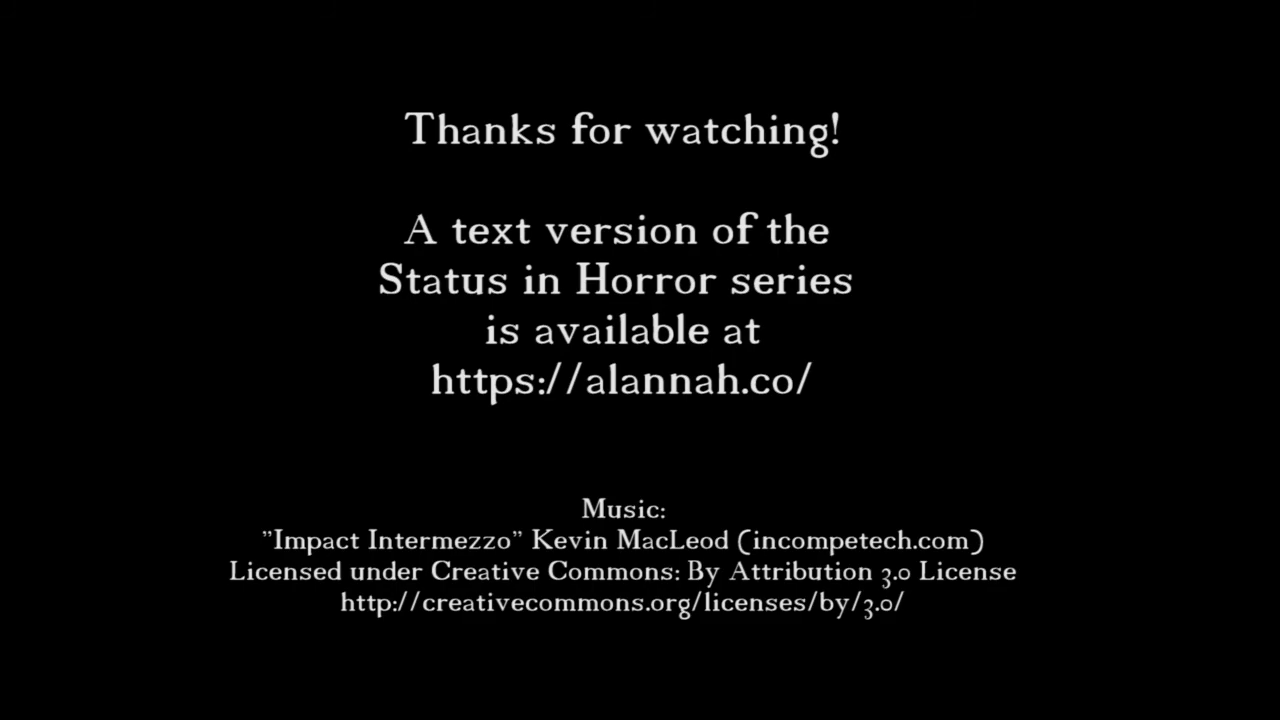 Thanks for watching!
A text version of the
Status in Horror series
is available at
https://alannah.co/
Music:
"Impact Intermezzo" Kevin MacLeod (incompetech.com)
Licensed under Creative Commons: By Attribution 3.0 License
http://creativecommons.org/licenses/by/3.0/